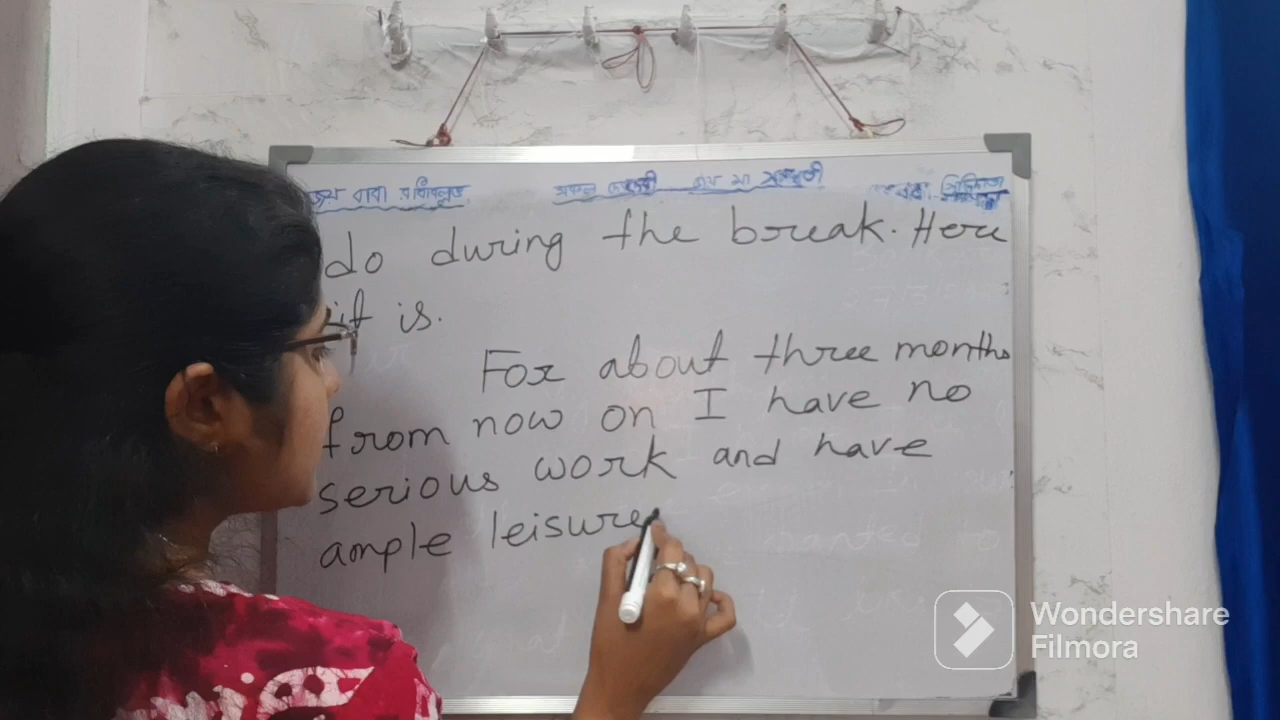 জয় বাবা
do during the break. Here
it is.
For about three months
from now on I have no
serious work and have
ample leisure
Wondershare
Filmora